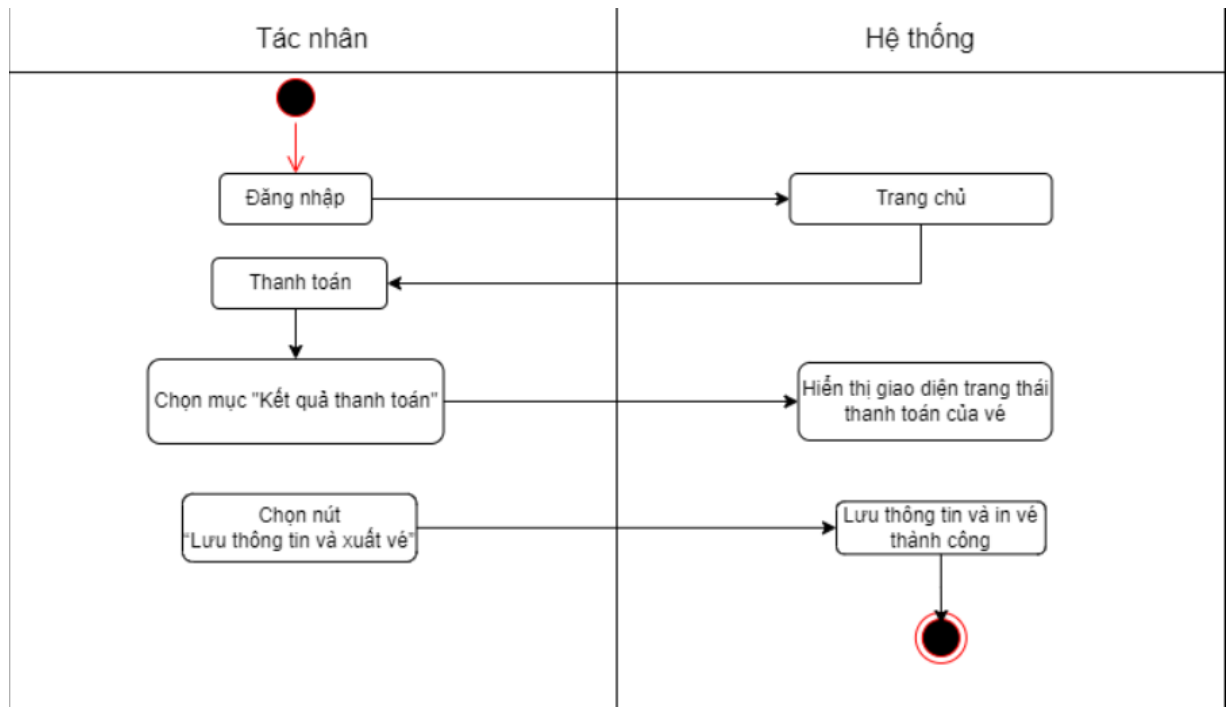 Tác nhân
Hệ thống
Đăng nhập
Trang chủ
Thanh toán
Chọn mục "Kết quả thanh toán"
Hiển thị giao diện trang thái
thanh toán của vé
Chọn nút
“Lưu thông tin và xuất vé”
Lưu thông tin và in vé
thành công